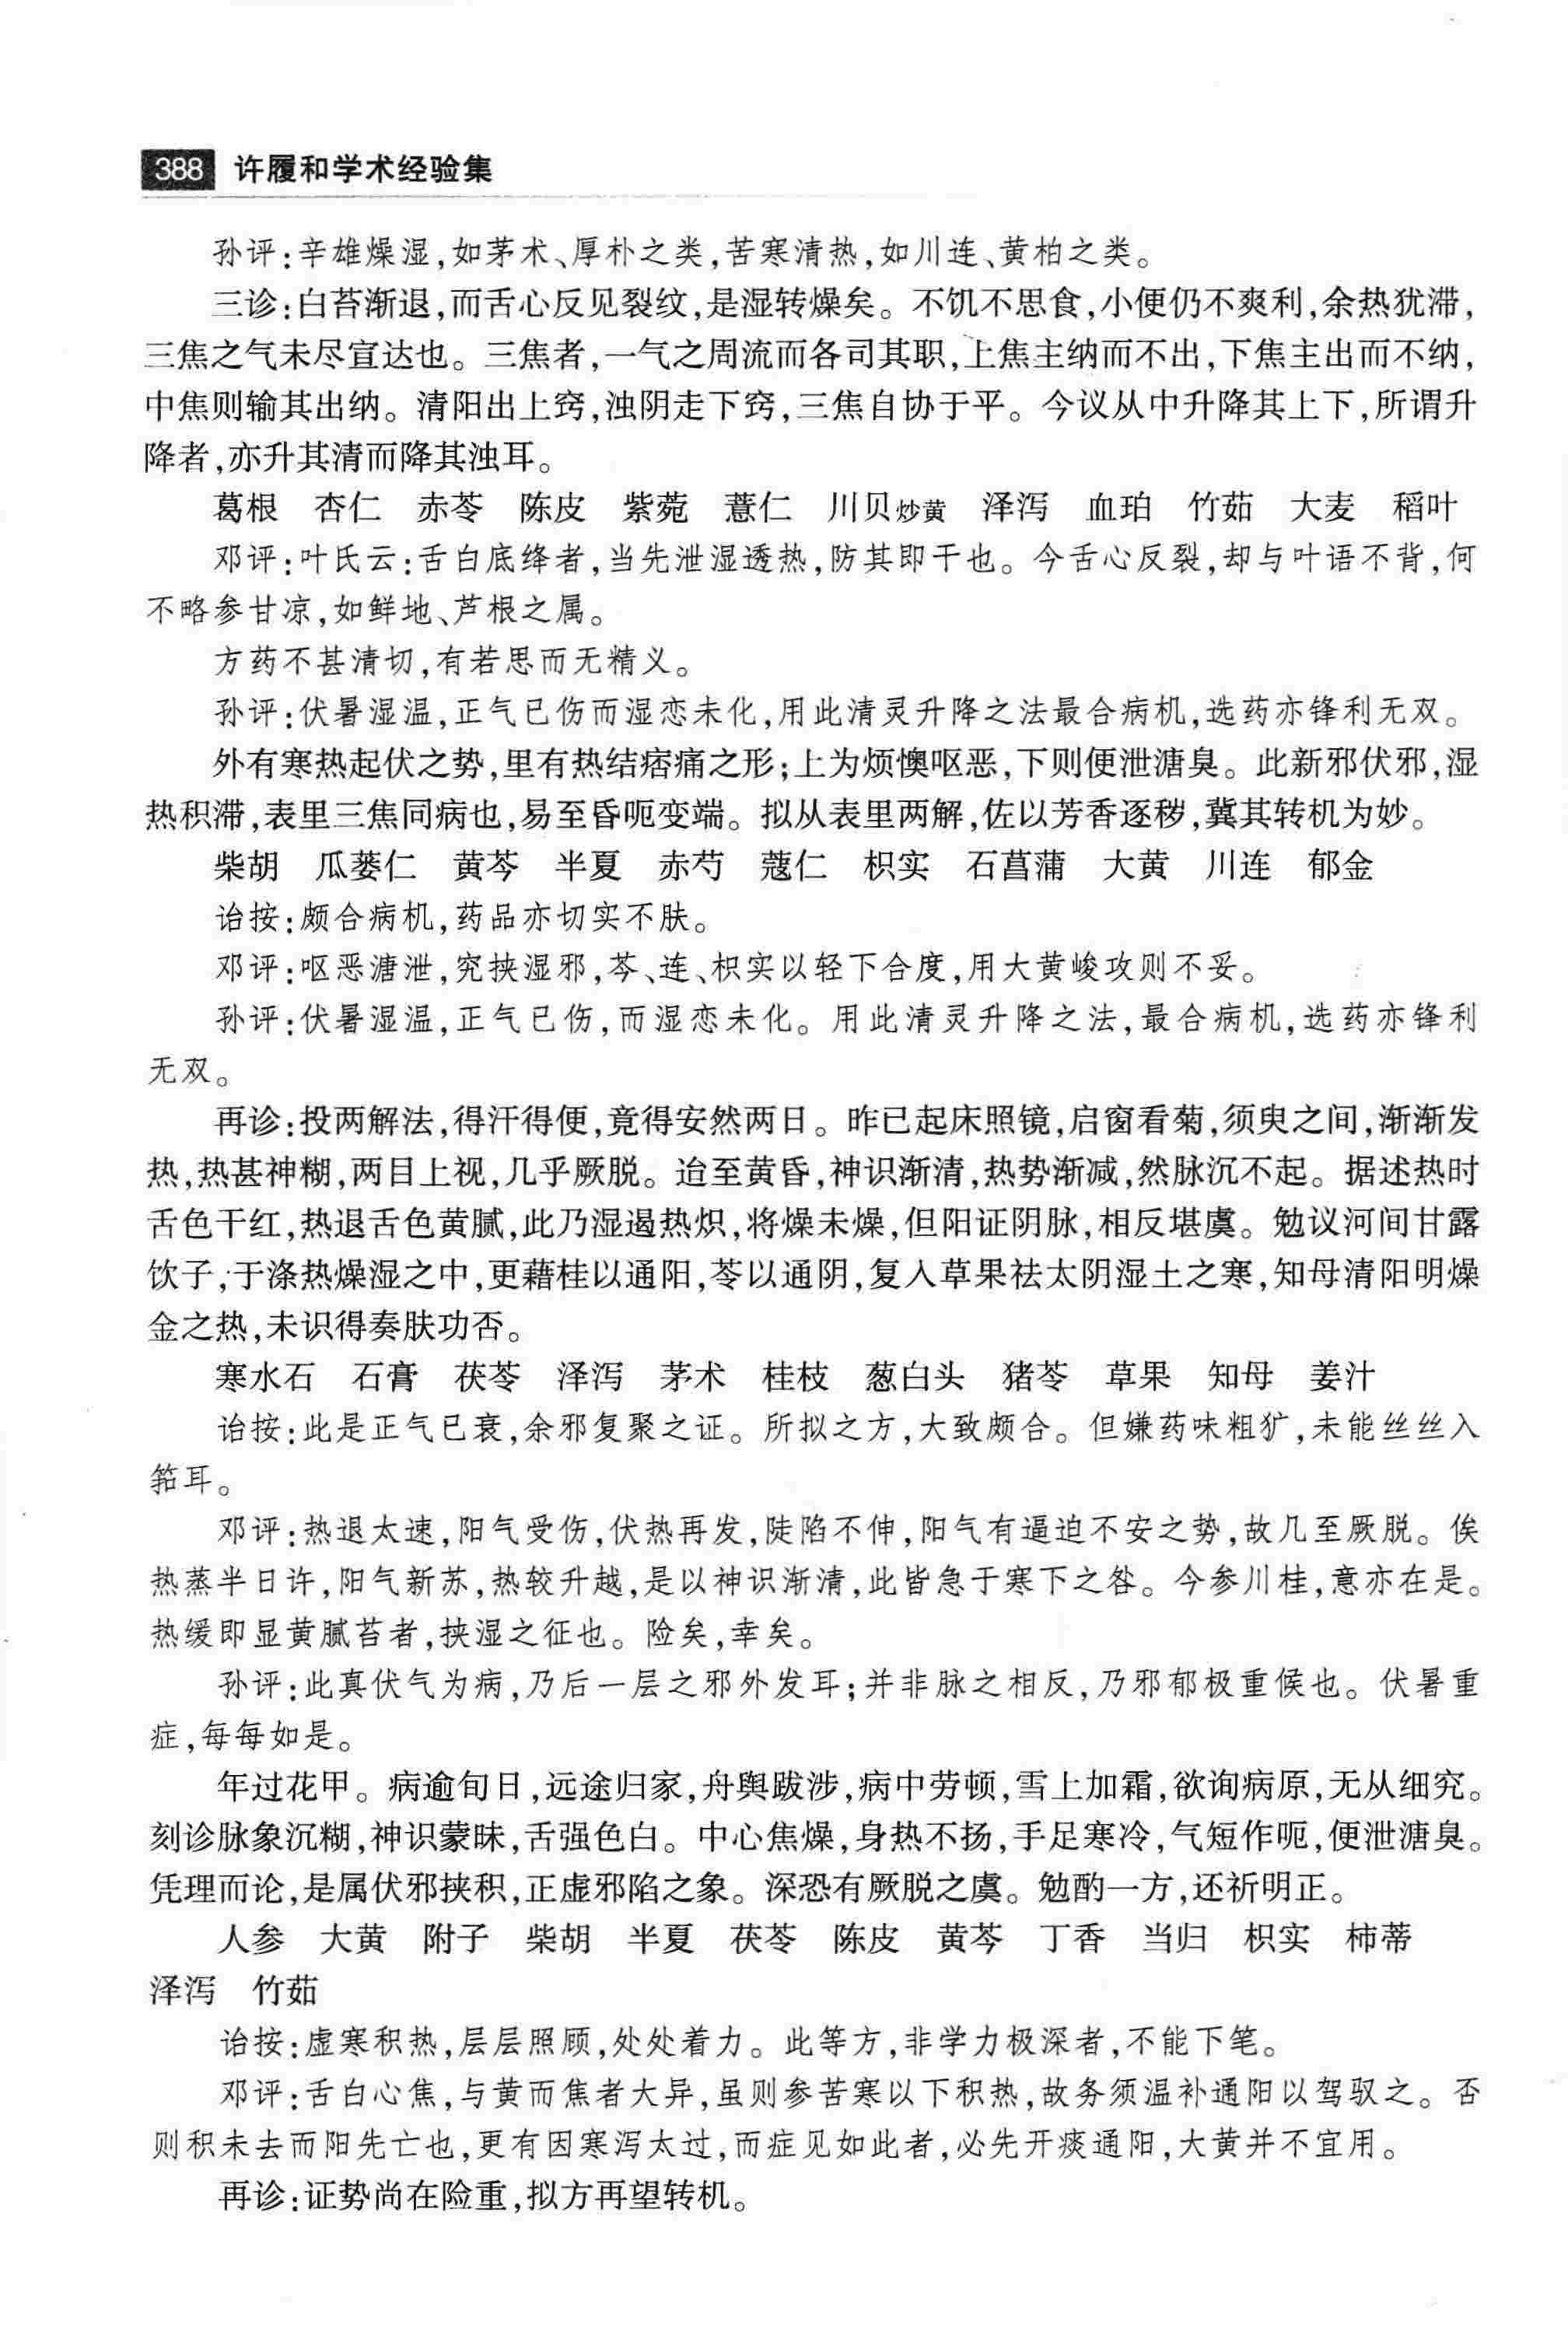 388 许履和学术经验集
孙评:辛雄燥湿,如茅术、厚朴之类,苦寒清热,如川连、黄柏之类。
三诊:白苔渐退,而舌心反见裂纹,是湿转燥矣。不饥不思食,小便仍不爽利,余热犹滞,
三焦之气未尽宣达也。三焦者,一气之周流而各司其职,上焦主纳而不出,下焦主出而不纳,
中焦则输其出纳。清阳出上窍,浊阴走下窍,三焦自协于平。今议从中升降其上下,所谓升
降者,亦升其清而降其浊耳。
葛根 杏仁 赤苓 陈皮 紫菀 薏仁 川贝炒黄 泽泻 血珀 竹茹 大麦 稻叶
邓评:叶氏云:舌白底绛者,当先泄湿透热,防其即干也。今舌心反裂,却与叶语不背,何
不略参甘凉,如鲜地、芦根之属。
方药不甚清切,有若思而无精义。
孙评:伏暑湿温,正气已伤而湿恋未化,用此清灵升降之法最合病机,选药亦锋利无双。
外有寒热起伏之势,里有热结痞痛之形;上为烦懊呕恶,下则便泄溏臭。此新邪伏邪,湿
热积滞,表里三焦同病也,易至昏呃变端。拟从表里两解,佐以芳香逐秽,冀其转机为妙。
柴胡 瓜蒌仁 黄芩 半夏 赤芍 蔻仁 枳实 石菖蒲 大黄 川连 郁金
诒按:颇合病机,药品亦切实不肤。
邓评:呕恶溏泄,究挟湿邪,芩、连、枳实以轻下合度,用大黄峻攻则不妥。
孙评:伏暑湿温,正气已伤,而湿恋未化。用此清灵升降之法,最合病机,选药亦锋利
无双。
再诊:投两解法,得汗得便,竟得安然两日。昨已起床照镜,启窗看菊,须臾之间,渐渐发
热,热甚神糊,两目上视,几乎厥脱。迨至黄昏,神识渐清,热势渐减,然脉沉不起。据述热时
舌色干红,热退舌色黄腻,此乃湿遏热炽,将燥未燥,但阳证阴脉,相反堪虞。勉议河间甘露
饮子,于涤热燥湿之中,更藉桂以通阳,苓以通阴,复入草果祛太阴湿土之寒,知母清阳明燥
金之热,未识得奏肤功否。
寒水石 石膏 茯苓 泽泻 茅术 桂枝 葱白头 猪苓 草果 知母 姜汁
诒按:此是正气已衰,余邪复聚之证。所拟之方,大致颇合。但嫌药味粗犷,未能丝丝入
筘耳。
邓评:热退太速,阳气受伤,伏热再发,陡陷不伸,阳气有逼迫不安之势,故几至厥脱。俟
热蒸半日许,阳气新苏,热较升越,是以神识渐清,此皆急于寒下之咎。今参川桂,意亦在是。
热缓即显黄腻苔者,挟湿之征也。险矣,幸矣。
孙评:此真伏气为病,乃后一层之邪外发耳;并非脉之相反,乃邪郁极重候也。伏暑重
症,每每如是。
年过花甲。病逾旬日,远途归家,舟舆跋涉,病中劳顿,雪上加霜,欲询病原,无从细究。
刻诊脉象沉糊,神识蒙昧,舌强色白。中心焦燥,身热不扬,手足寒冷,气短作呃,便泄溏臭。
凭理而论,是属伏邪挟积,正虚邪陷之象。深恐有厥脱之虞。勉酌一方,还祈明正。
人参 大黄 附子 柴胡 半夏 茯苓 陈皮 黄芩 丁香 当归 枳实 柿蒂
泽泻 竹茹
诒按:虚寒积热,层层照顾,处处着力。此等方,非学力极深者,不能下笔。
邓评:舌白心焦,与黄而焦者大异,虽则参苦寒以下积热,故务须温补通阳以驾驭之。否
则积未去而阳先亡也,更有因寒泻太过,而症见如此者,必先开痰通阳,大黄并不宜用。
再诊:证势尚在险重,拟方再望转机。